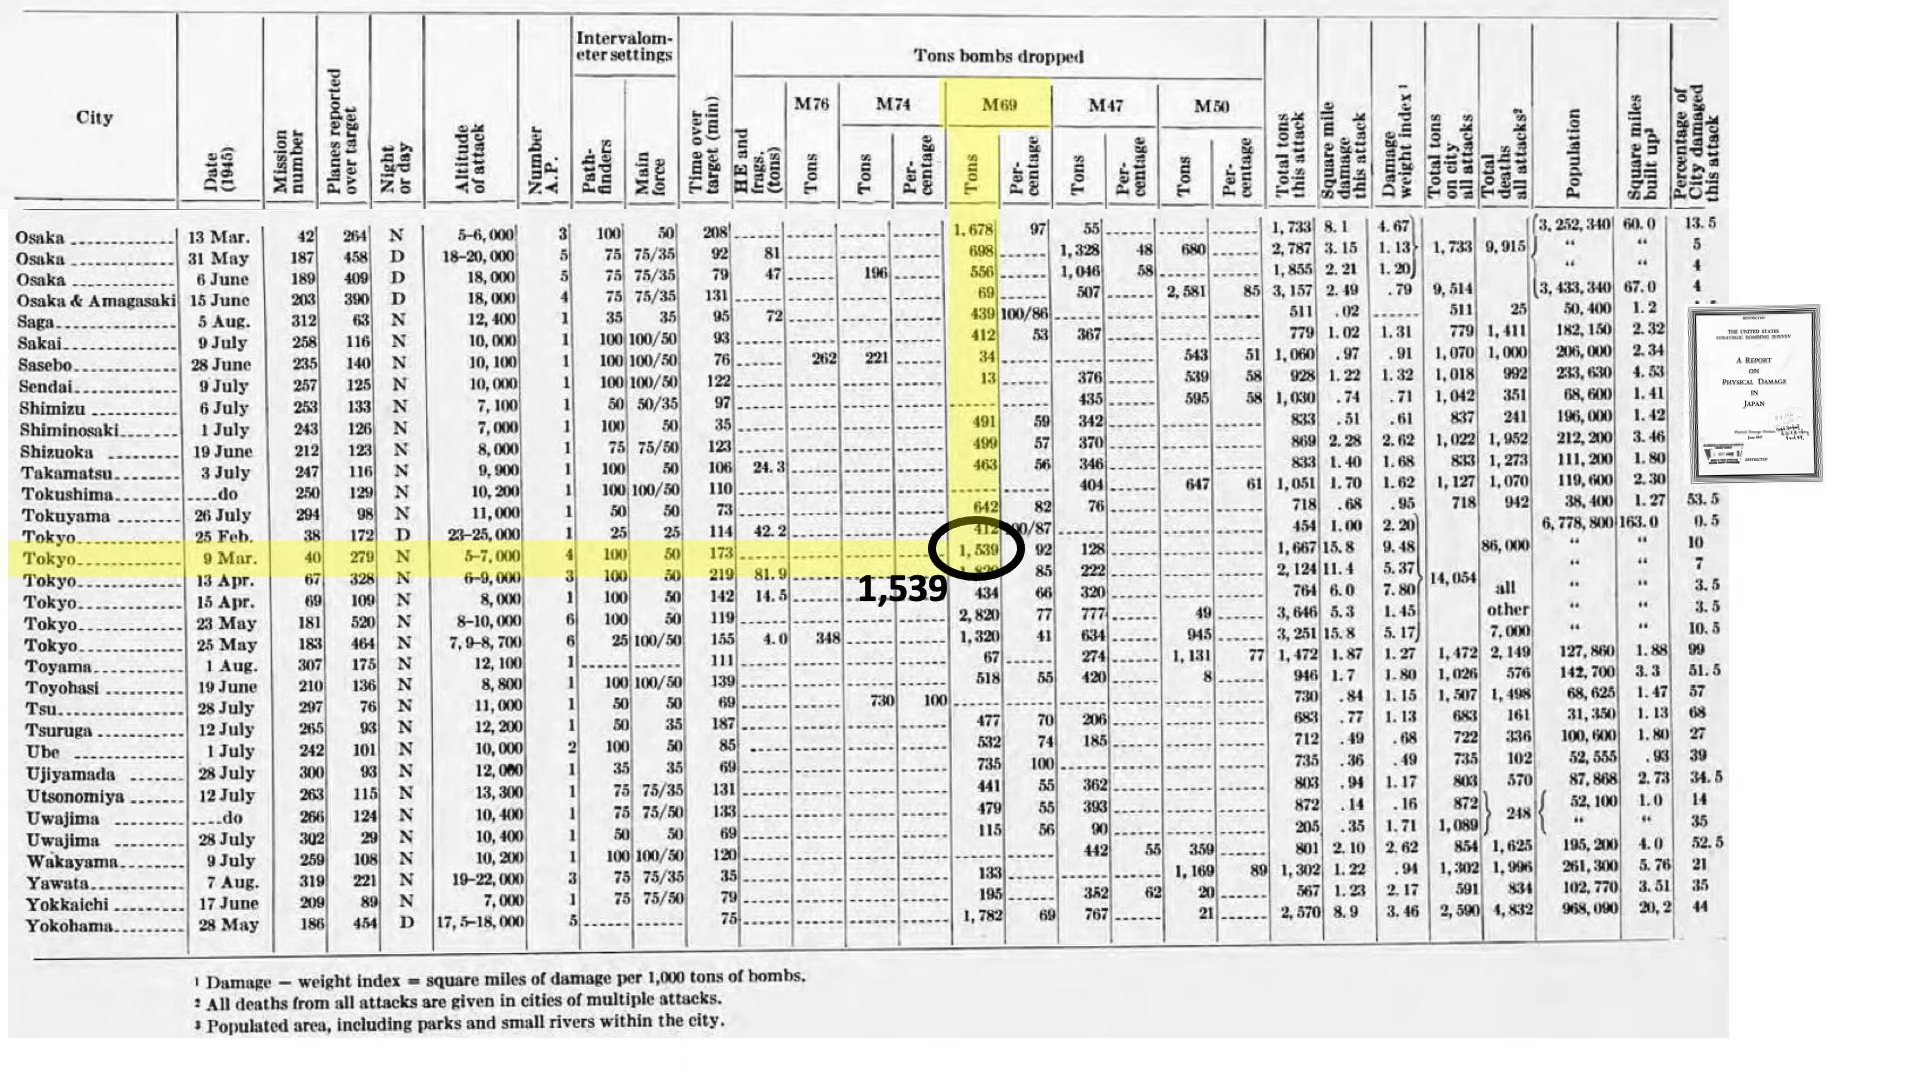 City Date (1945) Mission number Planes reported over target Night or day Altitude of attack Number A.P. Intervalometer settings Path-finders Main force Time over target (min) Tons bombs dropped HE and frags. (tons) M76 Tons M74 Tons Per-centage M69 Tons Per-centage M47 Tons Per-centage M50 Tons Per-centage Total tons this attack Square mile damage this attack Damage weight index ¹ Total tons on city all attacks Total deaths all attacks² Population Square miles built up³ Percentage of City damaged this attack
Osaka 13 Mar. 42 264 N 5-6,000 3 100 50 208 1,678 97 55 1,733 8.1 4.67 3,252,340 60.0 13.5
Osaka 31 May 187 458 D 18-20,000 5 75 75/35 92 81 698 1,328 48 680 2,787 3.15 1.13 1,733 9,915 “ “ 5
Osaka 6 June 189 409 D 18,000 5 75 75/35 79 47 196 556 1,046 58 1,855 2.21 1.20 “ “ 4
Osaka & Amagasaki 15 June 203 390 D 18,000 4 75 75/35 131 69 507 2,581 85 3,157 2.49 .79 9,514 3,433,340 67.0 4
Saga 5 Aug. 312 63 N 12,400 1 35 35 95 72 439 100/86 511 .02 511 25 50,400 1.2
Sakai 9 July 258 116 N 10,000 1 100 100/50 93 412 53 367 779 1.02 1.31 779 1,411 182,150 2.32
Sasebo 28 June 235 140 N 10,100 1 100 100/50 76 262 221 34 543 51 1,060 .97 .91 1,070 1,000 206,000 2.34
Sendai 9 July 257 125 N 10,000 1 100 100/50 122 13 376 539 58 928 1.22 1.32 1,018 992 233,630 4.53
Shimizu 6 July 253 133 N 7,100 1 50 50/35 97 435 595 58 1,030 .74 .71 1,042 351 68,600 1.41
Shiminosaki 1 July 243 126 N 7,000 1 100 50 35 491 59 342 833 .51 .61 837 241 196,000 1.42
Shizuoka 19 June 212 123 N 8,000 1 75 75/50 123 499 57 370 869 2.28 2.62 1,022 1,952 212,200 3.46
Takamatsu 3 July 247 116 N 9,900 1 100 50 106 24.3 463 56 346 833 1.40 1.68 833 1,273 111,200 1.80
Tokushima do 250 129 N 10,200 1 100 100/50 110 404 647 61 1,051 1.70 1.62 1,127 1,070 119,600 2.30
Tokuyama 26 July 294 98 N 11,000 1 50 50 73 642 82 76 718 .68 .95 718 942 38,400 1.27 53.5
Tokyo 25 Feb. 38 172 D 23-25,000 1 25 25 114 42.2 412 00/87 454 1.00 2.20 6,778,800 163.0 0.5
Tokyo 9 Mar. 40 279 N 5-7,000 4 100 50 173 1,539 92 128 1,667 15.8 9.48 86,000 “ “ 10
Tokyo 13 Apr. 67 328 N 6-9,000 3 100 50 219 81.9 85 222 2,124 11.4 5.37 14,054 “ “ 7
1,539
Tokyo 15 Apr. 69 109 N 8,000 1 100 50 142 14.5 434 66 320 764 6.0 7.80 all “ “ 3.5
Tokyo 23 May 181 520 N 8-10,000 6 100 50 119 2,820 77 777 49 3,646 5.3 1.45 other “ “ 3.5
Tokyo 25 May 183 464 N 7,9-8,700 6 25 100/50 155 4.0 348 1,320 41 634 945 3,251 15.8 5.17 7,000 “ “ 10.5
Toyama 1 Aug. 307 175 N 12,100 1 111 67 274 1,131 77 1,472 1.87 1.27 1,472 2,149 127,860 1.88 99
Toyohasi 19 June 210 136 N 8,800 1 100 100/50 139 518 55 420 8 946 1.7 1.80 1,026 576 142,700 3.3 51.5
Tsu 28 July 297 76 N 11,000 1 50 50 69 730 100 730 .84 1.15 1,507 1,498 68,625 1.47 57
Tsuruga 12 July 265 93 N 12,200 1 50 35 187 477 70 206 683 .77 1.13 683 161 31,350 1.13 68
Ube 1 July 242 101 N 10,000 2 100 50 85 532 74 185 712 .49 .68 722 336 100,600 1.80 27
Ujiyamada 28 July 300 93 N 12,000 1 35 35 69 735 100 735 .36 .49 735 102 52,555 .93 39
Utsonomiya 12 July 263 115 N 13,300 1 75 75/35 131 441 55 362 803 .94 1.17 803 570 87,868 2.73 34.5
Uwajima do 266 124 N 10,400 1 75 75/50 133 479 55 393 872 .14 .16 872 248 52,100 1.0 14
Uwajima 28 July 302 29 N 10,400 1 50 50 69 115 56 90 205 .35 1.71 1,089 “ “ 35
Wakayama 9 July 259 108 N 10,200 1 100 100/50 120 442 55 359 801 2.10 2.62 854 1,625 195,200 4.0 52.5
Yawata 7 Aug. 319 221 N 19-22,000 3 75 75/35 35 133 1,169 89 1,302 1.22 .94 1,302 1,996 261,300 5.76 21
Yokkaichi 17 June 209 89 N 7,000 1 75 75/50 79 195 352 62 20 567 1.23 2.17 591 834 102,770 3.51 35
Yokohama 28 May 186 454 D 17,5-18,000 5 75 1,782 69 767 21 2,570 8.9 3.46 2,590 4,832 968,090 20,2 44
¹ Damage — weight index = square miles of damage per 1,000 tons of bombs.
² All deaths from all attacks are given in cities of multiple attacks.
³ Populated area, including parks and small rivers within the city.
THE UNITED STATES
STRATEGIC BOMBING SURVEY
A REPORT
ON
PHYSICAL DAMAGE
IN
JAPAN